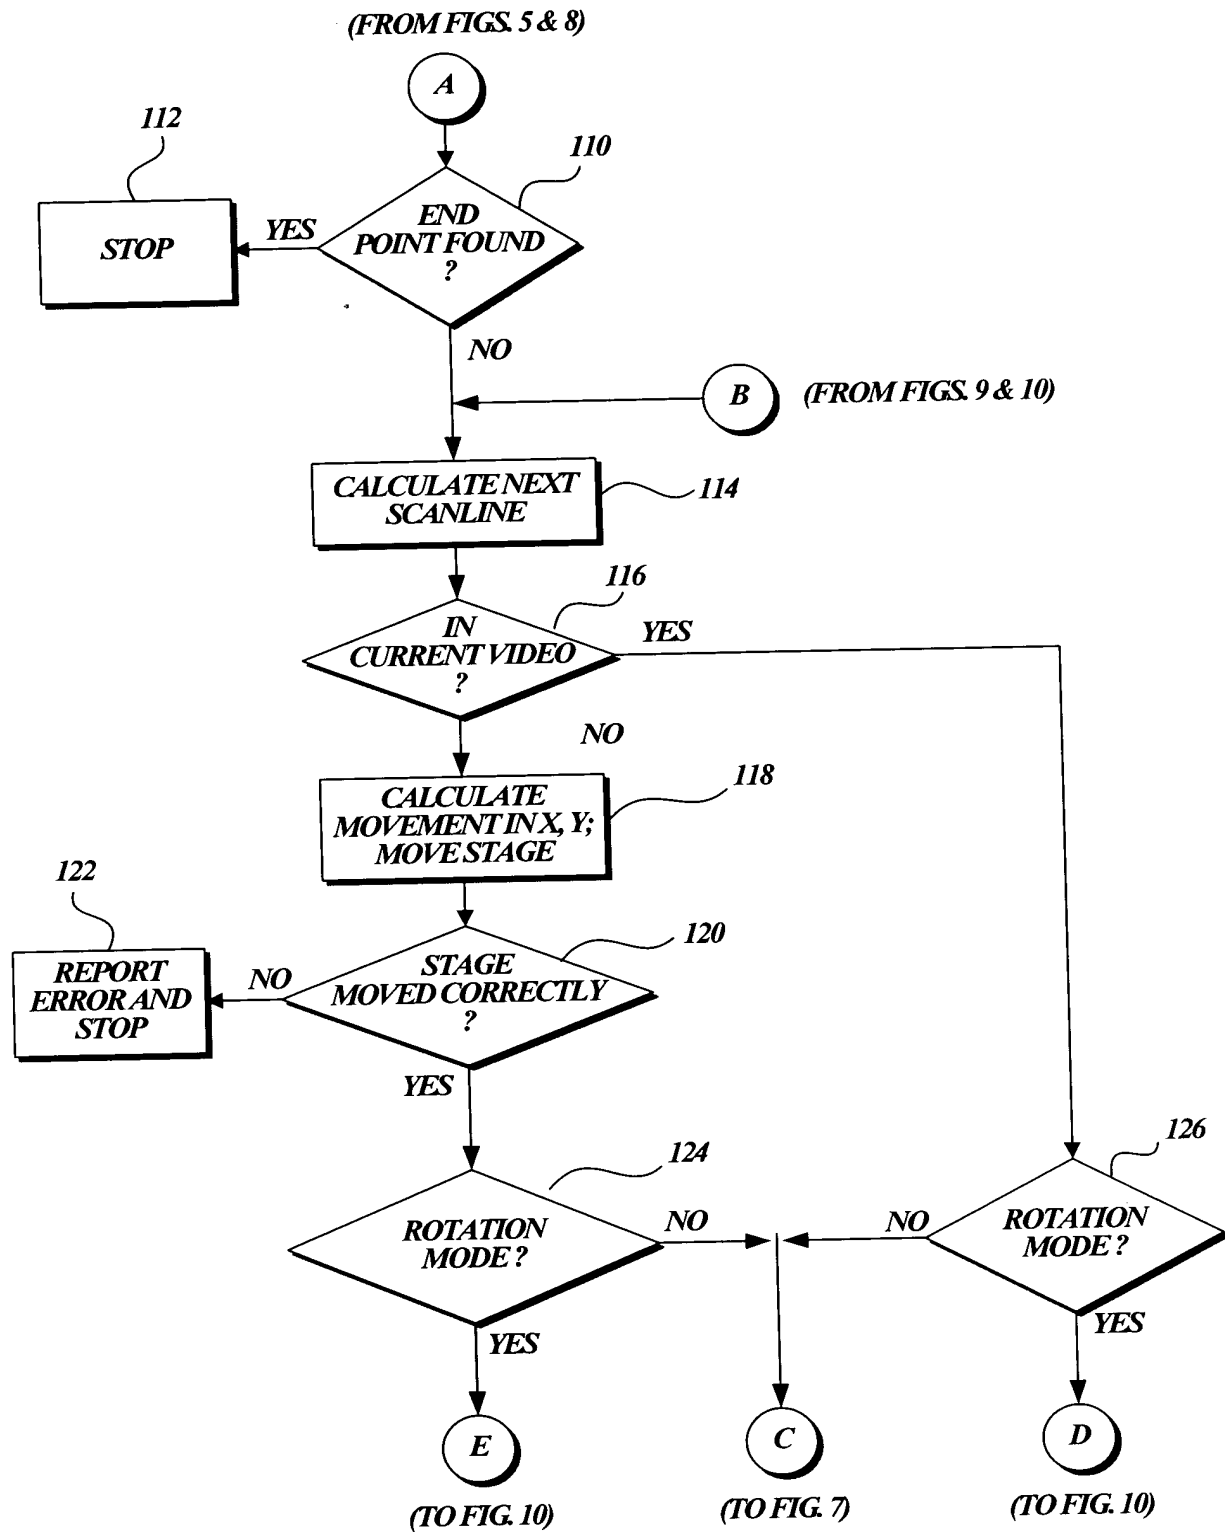 (FROM FIGS. 5 & 8)
A
112
110
END
POINT FOUND
?
YES
STOP
NO
B
(FROM FIGS. 9 & 10)
CALCULATE NEXT
SCANLINE
114
116
IN
CURRENT VIDEO
?
YES
NO
118
CALCULATE
MOVEMENT IN X, Y;
MOVE STAGE
122
120
REPORT
ERROR AND
STOP
NO
STAGE
MOVED CORRECTLY
?
YES
124
126
ROTATION
MODE ?
NO
NO
ROTATION
MODE ?
YES
YES
E
C
D
(TO FIG. 10)
(TO FIG. 7)
(TO FIG. 10)